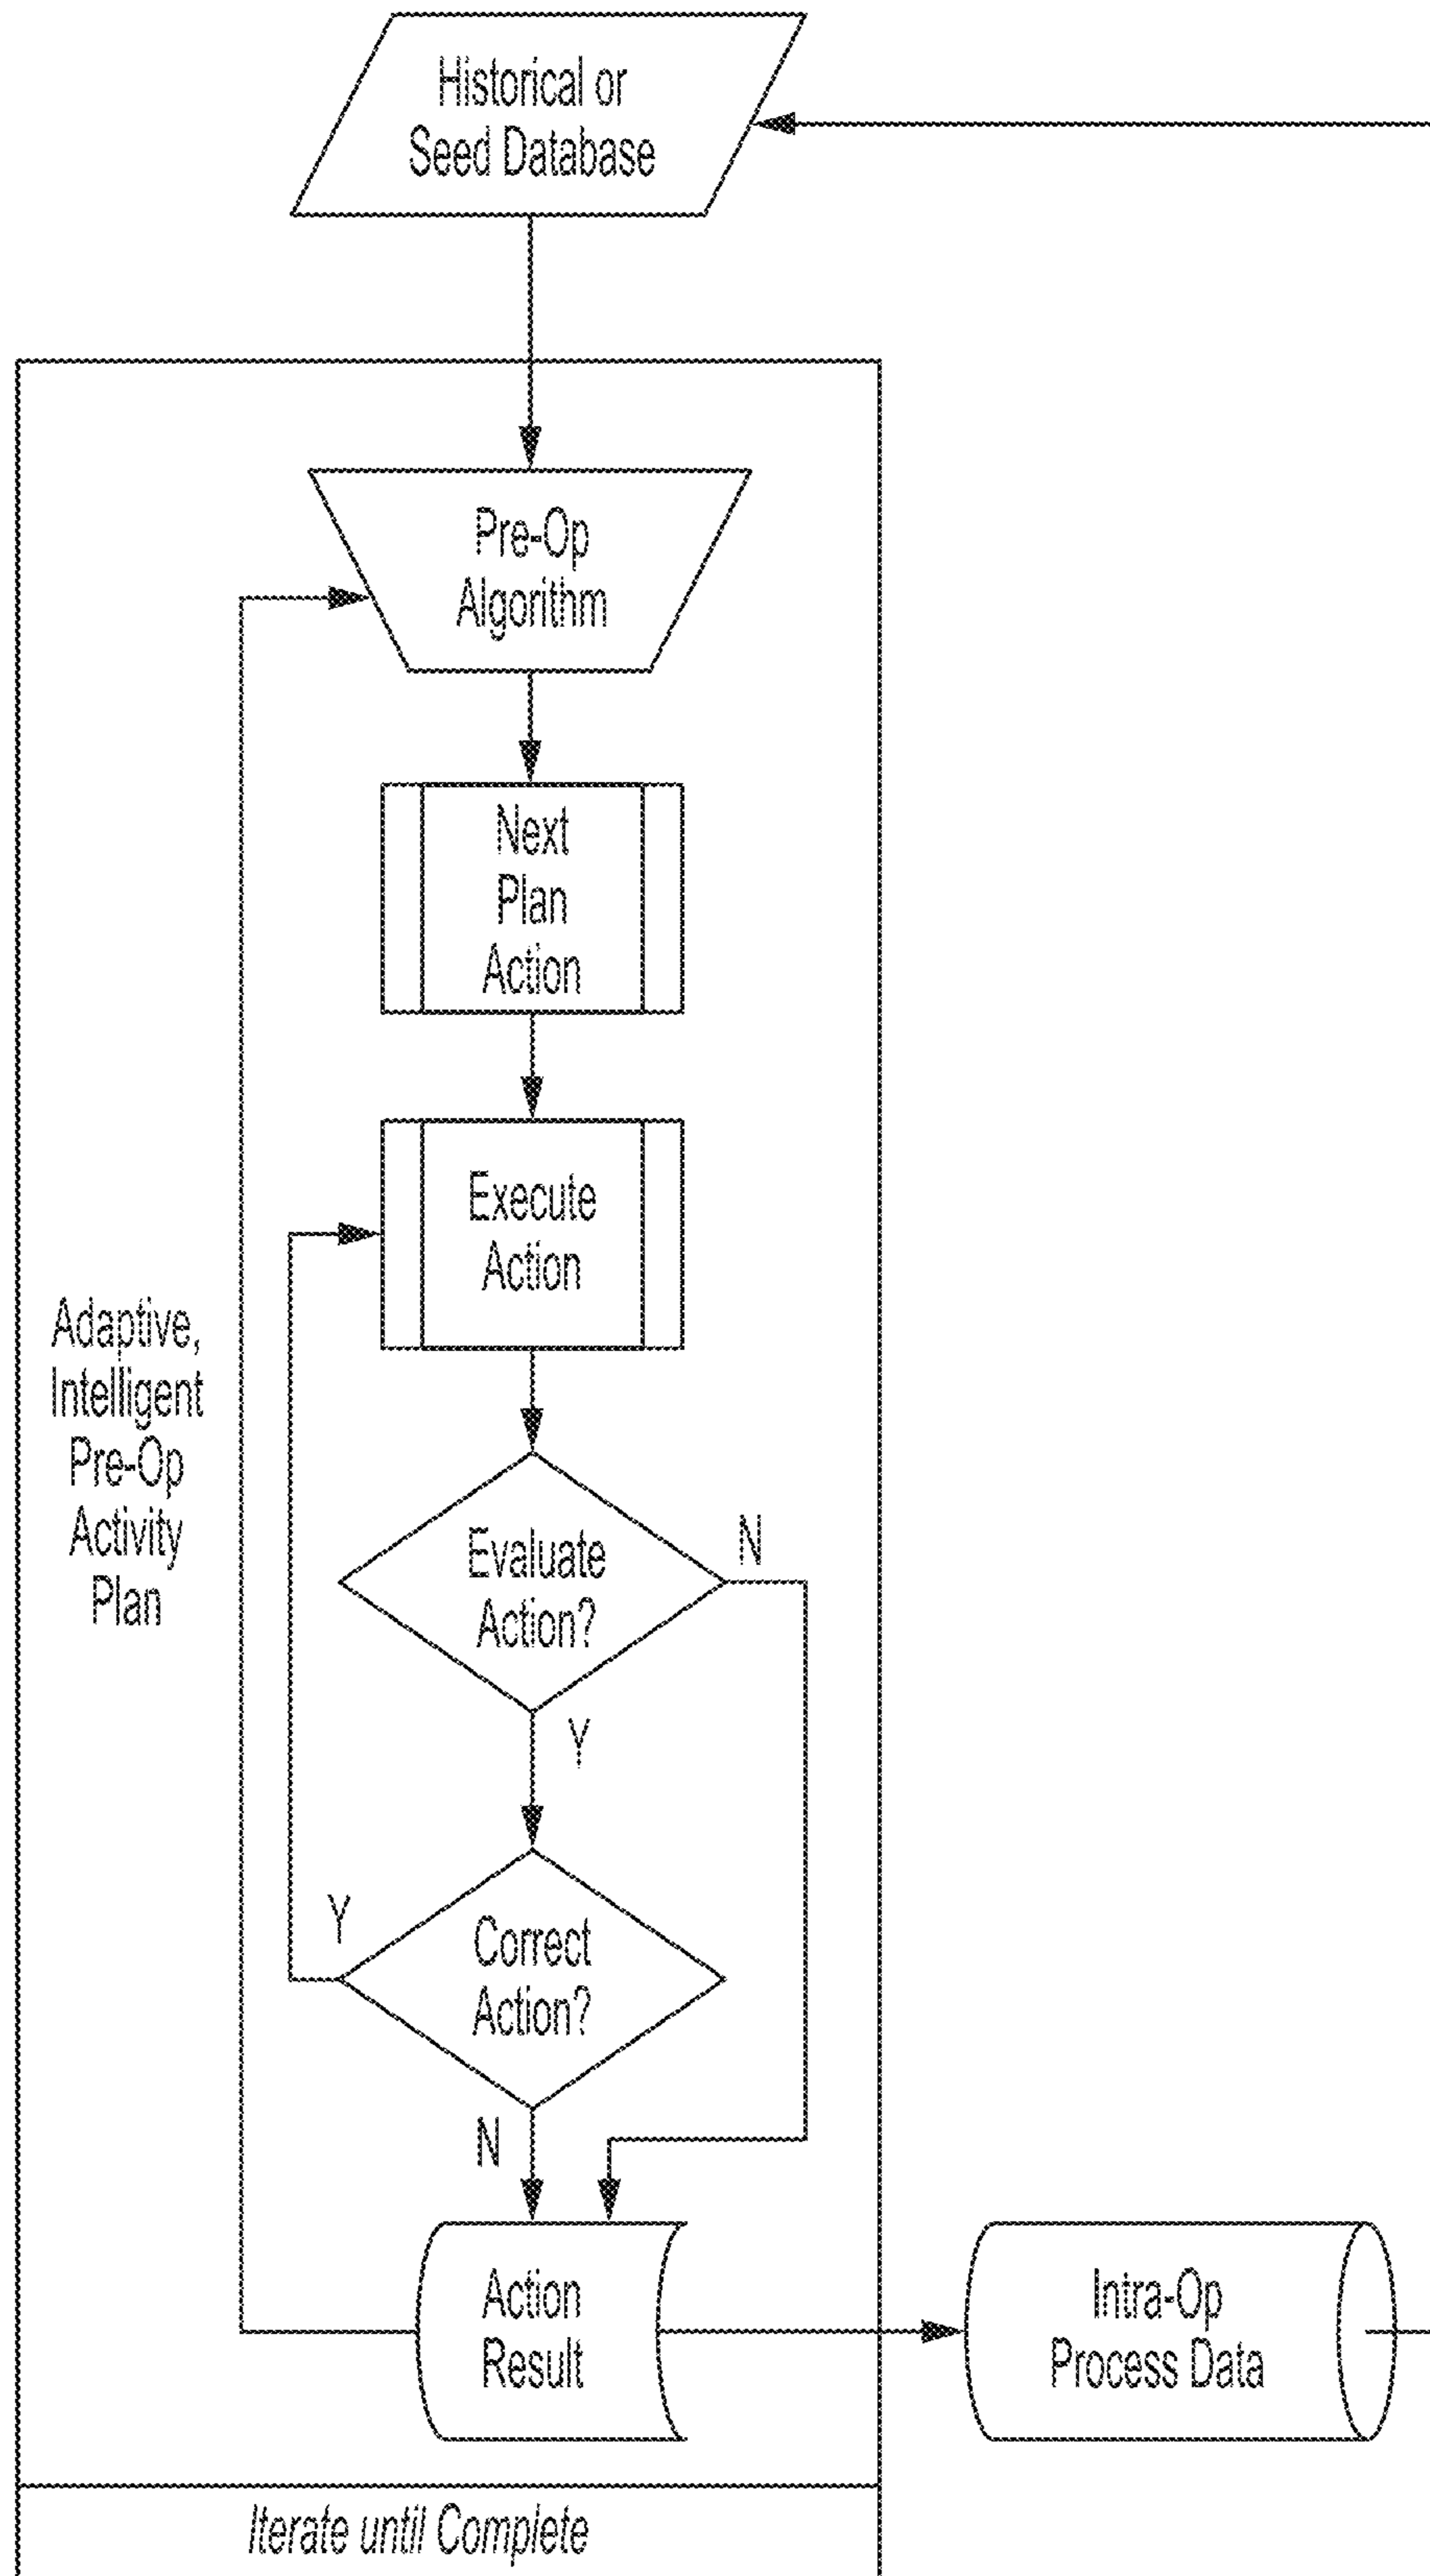 Historical or
Seed Database
Pre-Op
Algorithm
Next
Plan
Action
Execute
Action
Adaptive,
Intelligent
Pre-Op
Activity
Plan
Evaluate
Action?
N
Y
Correct
Action?
Y
N
Action
Result
Intra-Op
Process Data
Iterate until Complete